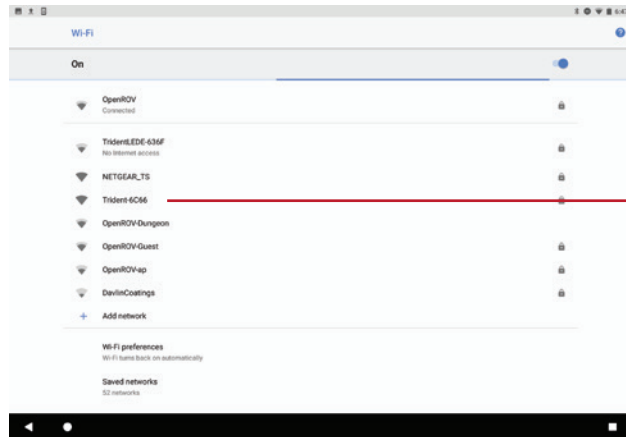 Wi-Fi
On
OpenROV
Connected
TridentLEDE-636F
No Internet access
NETGEAR_TS
Trident-6C66
OpenROV-Dungeon
OpenROV-Guest
OpenROV-ap
DavlinCoatings
Add network
Wi-Fi preferences
Wi-Fi turns back on automatically
Saved networks
52 networks